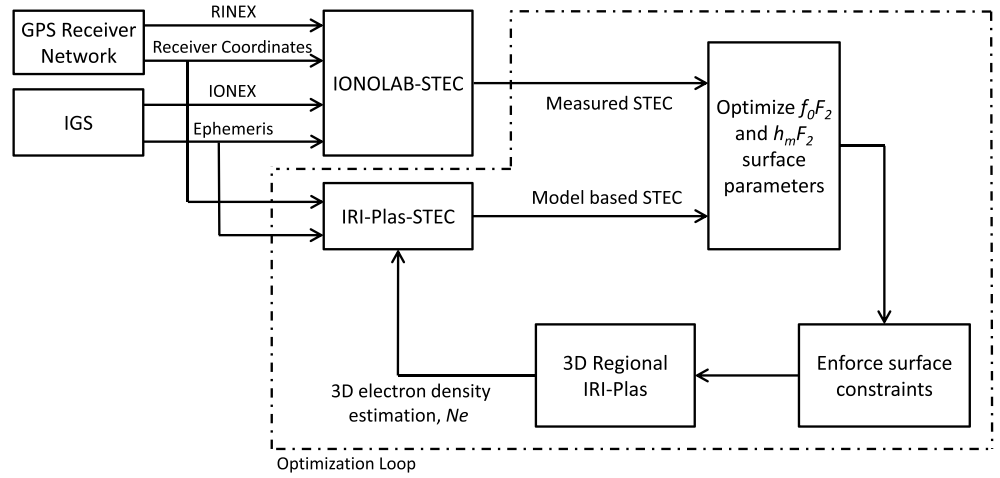 GPS Receiver
Network
RINEX
Receiver Coordinates
IGS
IONEX
Ephemeris
IONOLAB-STEC
Measured STEC
IRI-Plas-STEC
Model based STEC
Optimize f0F2
and hmF2
surface
parameters
Enforce surface
constraints
3D Regional
IRI-Plas
3D electron density
estimation, Ne
Optimization Loop